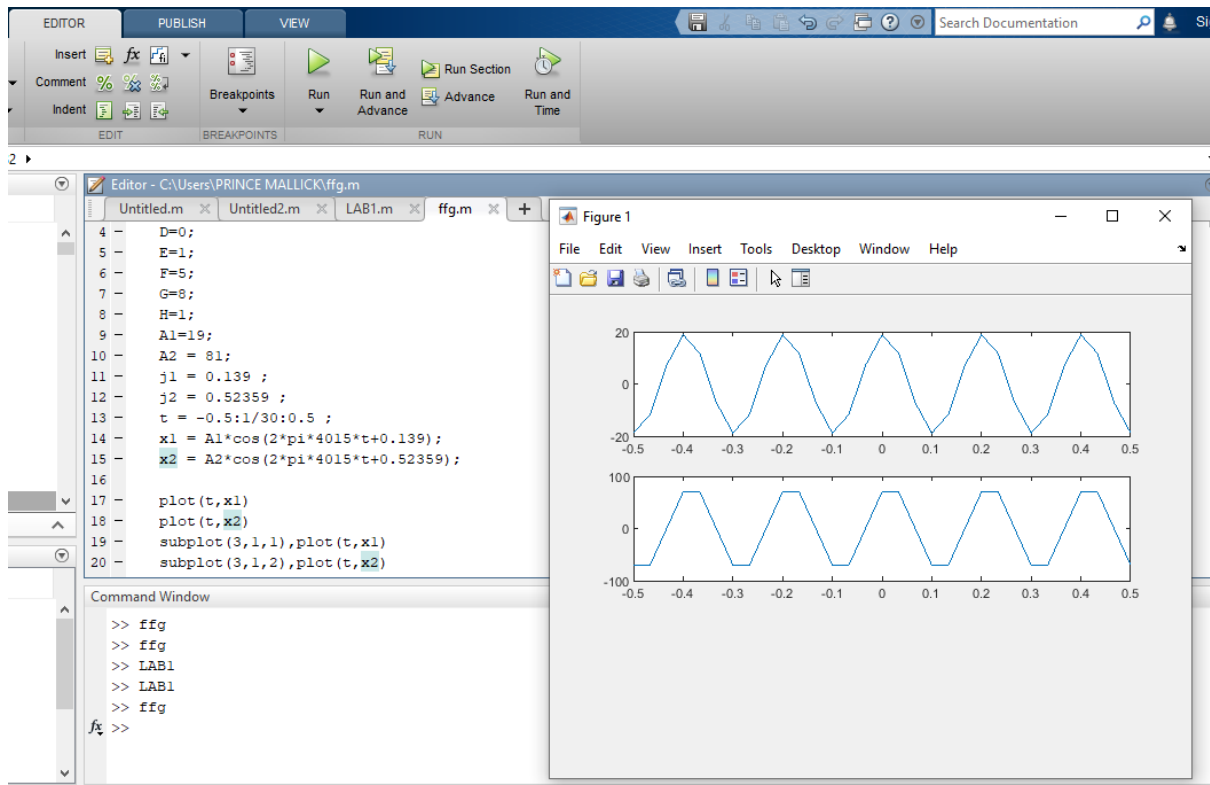 EDITOR PUBLISH VIEW
Search Documentation
Insert fx fi
Comment
Indent
Breakpoints
Run
Run and Advance
Run Section
Advance
Run and Time
EDIT BREAKPOINTS RUN
Editor - C:\Users\PRINCE MALLICK\ffg.m
Untitled.m Untitled2.m LAB1.m ffg.m +
4 – D=0;
5 – E=1;
6 – F=5;
7 – G=8;
8 – H=1;
9 – A1=19;
10 – A2 = 81;
11 – j1 = 0.139 ;
12 – j2 = 0.52359 ;
13 – t = -0.5:1/30:0.5 ;
14 – x1 = A1*cos(2*pi*4015*t+0.139);
15 – x2 = A2*cos(2*pi*4015*t+0.52359);
16
17 – plot(t,x1)
18 – plot(t,x2)
19 – subplot(3,1,1),plot(t,x1)
20 – subplot(3,1,2),plot(t,x2)
Command Window
>> ffg
>> ffg
>> LAB1
>> LAB1
>> ffg
fx >>
Figure 1
File Edit View Insert Tools Desktop Window Help
20
0
-20
-0.5 -0.4 -0.3 -0.2 -0.1 0 0.1 0.2 0.3 0.4 0.5
100
0
-100
-0.5 -0.4 -0.3 -0.2 -0.1 0 0.1 0.2 0.3 0.4 0.5